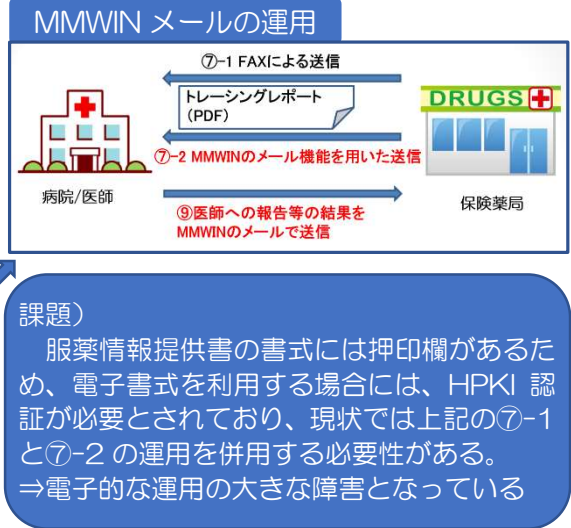 MMWIN メールの運用
⑦-1 FAXによる送信
トレーシングレポート
(PDF)
DRUGS
⑦-2 MMWINのメール機能を用いた送信
病院/医師
保険薬局
⑨医師への報告等の結果を
MMWINのメールで送信
課題）
服薬情報提供書の書式には押印欄があるた
め、電子書式を利用する場合には、HPKI 認
証が必要とされており、現状では上記の⑦-1
と⑦-2 の運用を併用する必要性がある。
⇒電子的な運用の大きな障害となっている